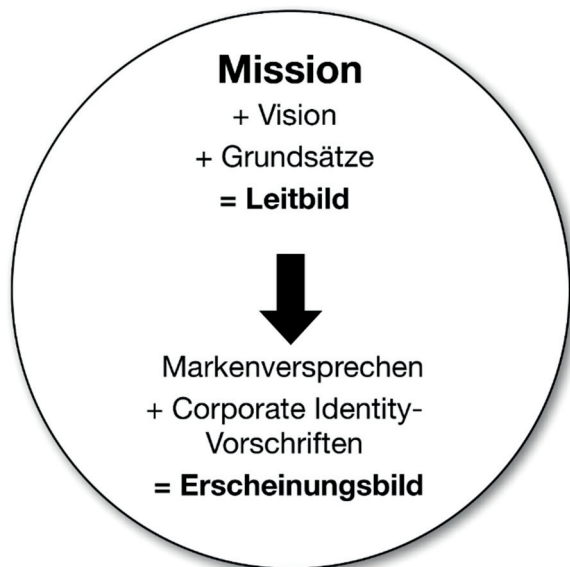 Mission
+ Vision
+ Grundsätze
= Leitbild
Markenversprechen
+ Corporate Identity-
Vorschriften
= Erscheinungsbild